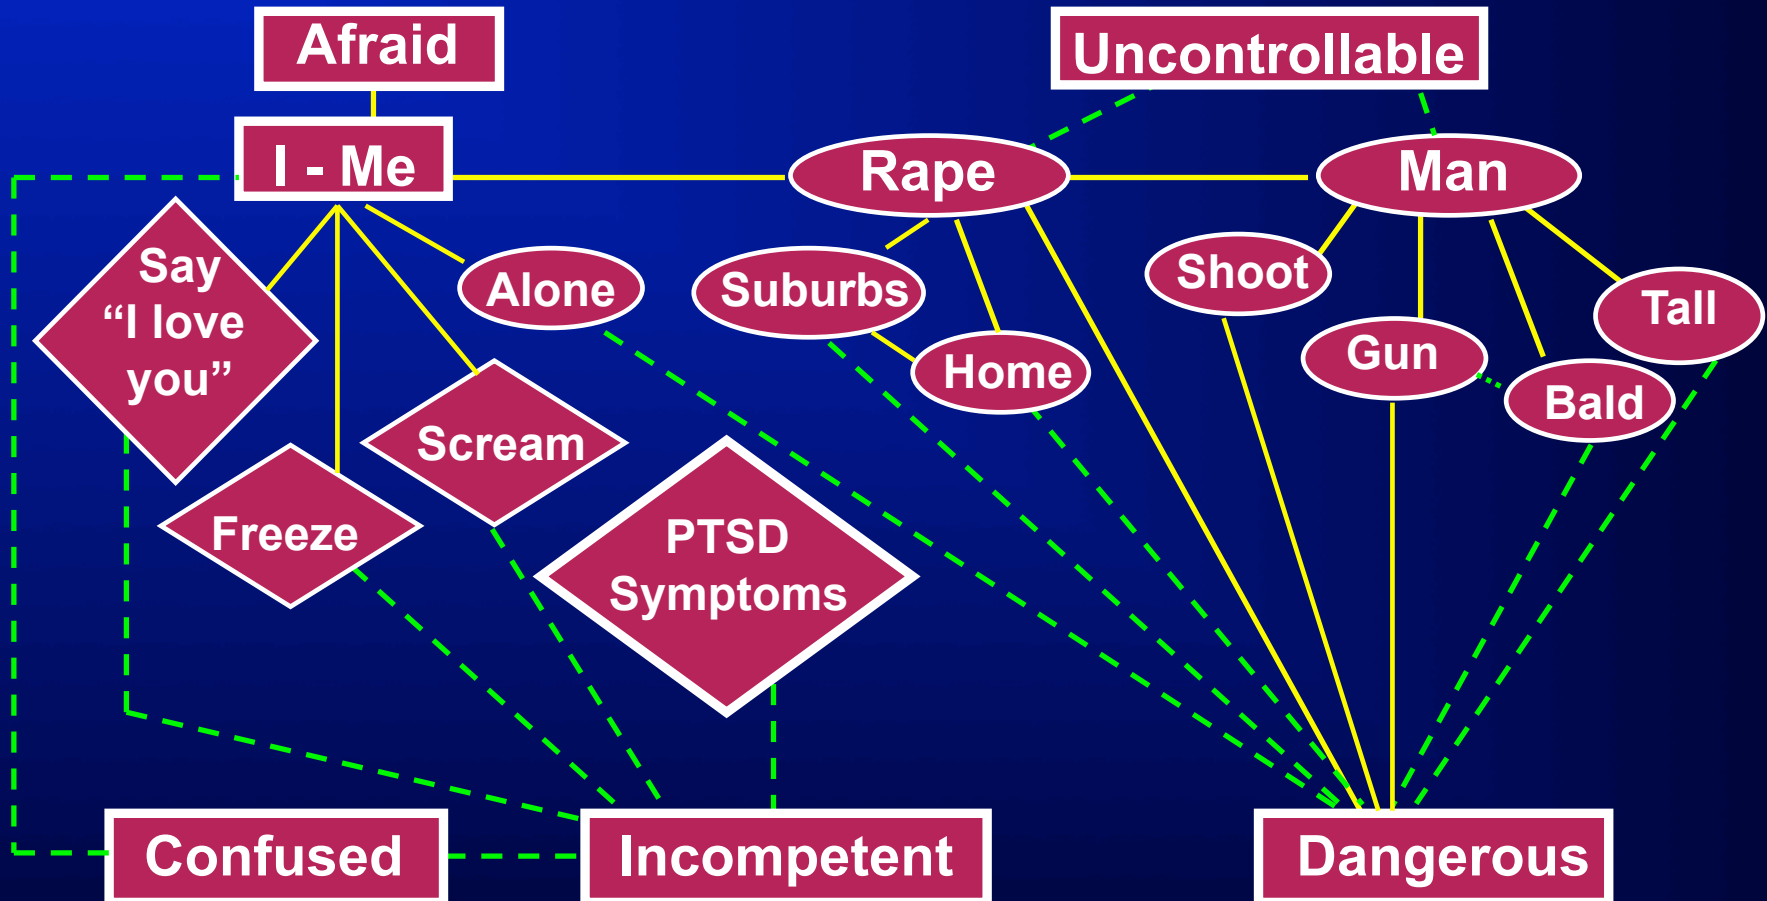 Afraid
Uncontrollable
I - Me
Rape
Man
Say
“I love
you”
Alone
Suburbs
Shoot
Tall
Home
Gun
Bald
Scream
Freeze
PTSD
Symptoms
Confused
Incompetent
Dangerous